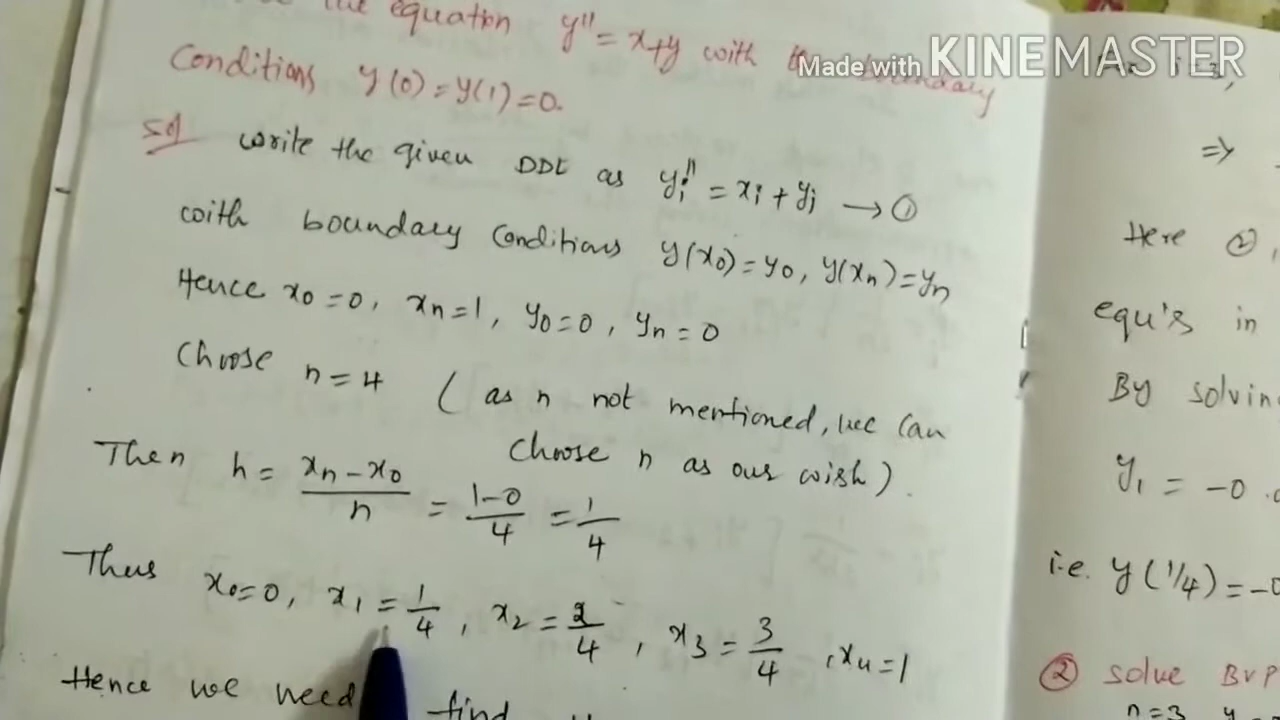 the equation y'' = x+y with boundary
Conditions y(0)=y(1)=0.
Sol Write the given DDE as yi'' = xi + yi → ①
with boundary Conditions y(x0)=y0, y(xn)=yn
Hence x0=0, xn=1, y0=0, yn=0
Choose n=4 ( as n not mentioned, we can
Choose n as our wish).
Then h = xn-x0/n = 1-0/4 = 1/4
Thus x0=0, x1=1/4, x2=2/4, x3=3/4, x4=1
Hence we need find
Made with KINEMASTER
=>
Here ②,
equ's in
By
y1 = -0
i.e. y(1/4) = -0
② solve BVP
n=3